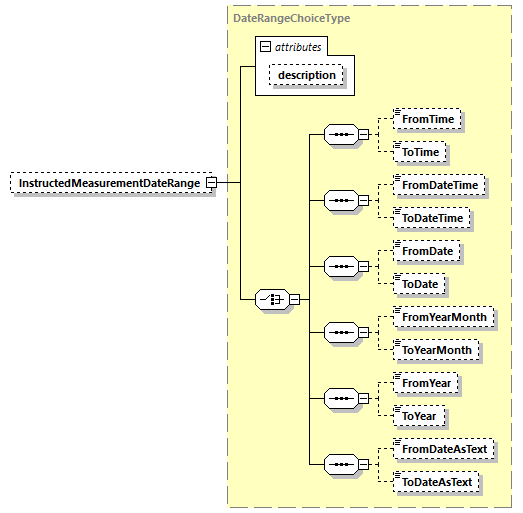 DateRangeChoiceType
attributes
description
FromTime
ToTime
InstructedMeasurementDateRange
FromDateTime
ToDateTime
FromDate
ToDate
FromYearMonth
ToYearMonth
FromYear
ToYear
FromDateAsText
ToDateAsText